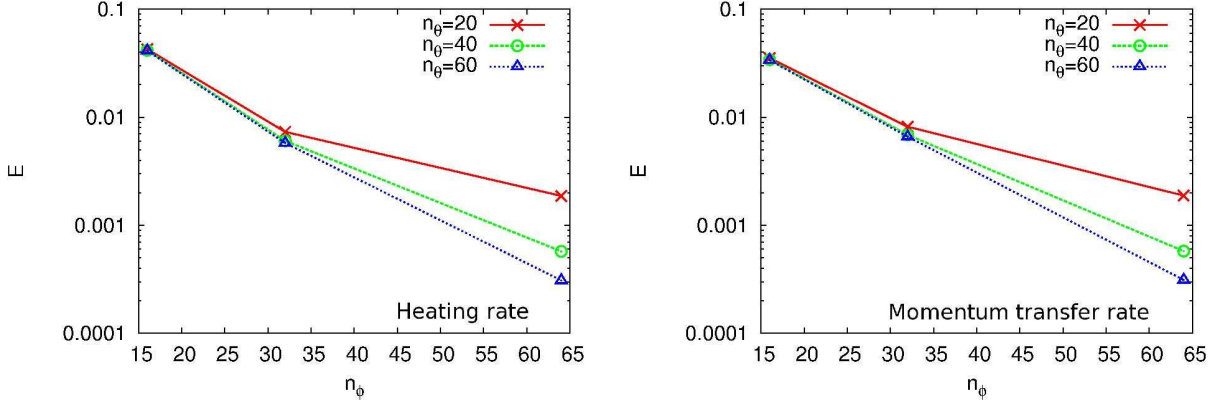 0.1
0.01
0.001
0.0001
E
15 20 25 30 35 40 45 50 55 60 65
n_ϕ
n_θ=20
n_θ=40
n_θ=60
Heating rate
0.1
0.01
0.001
0.0001
E
15 20 25 30 35 40 45 50 55 60 65
n_ϕ
n_θ=20
n_θ=40
n_θ=60
Momentum transfer rate